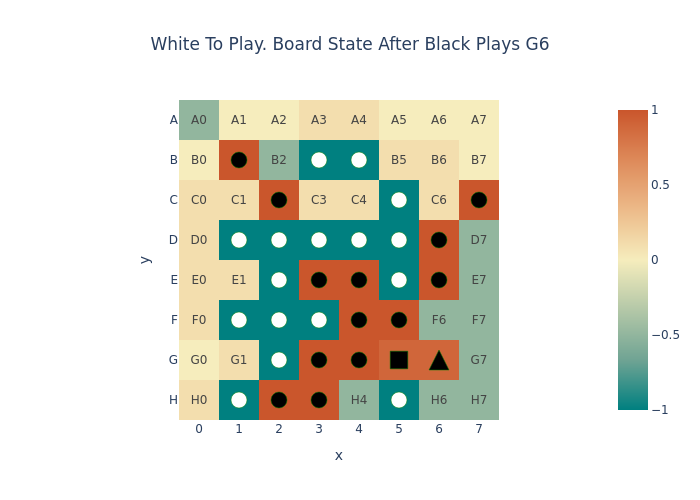 White To Play. Board State After Black Plays G6
A A0 A1 A2 A3 A4 A5 A6 A7
B B0 B2 B5 B6 B7
C C0 C1 C3 C4 C6
D D0 D7
E E0 E1 E7
F F0 F6 F7
G G0 G1 G7
H H0 H4 H6 H7
0 1 2 3 4 5 6 7
x
y
1
0.5
0
−0.5
−1